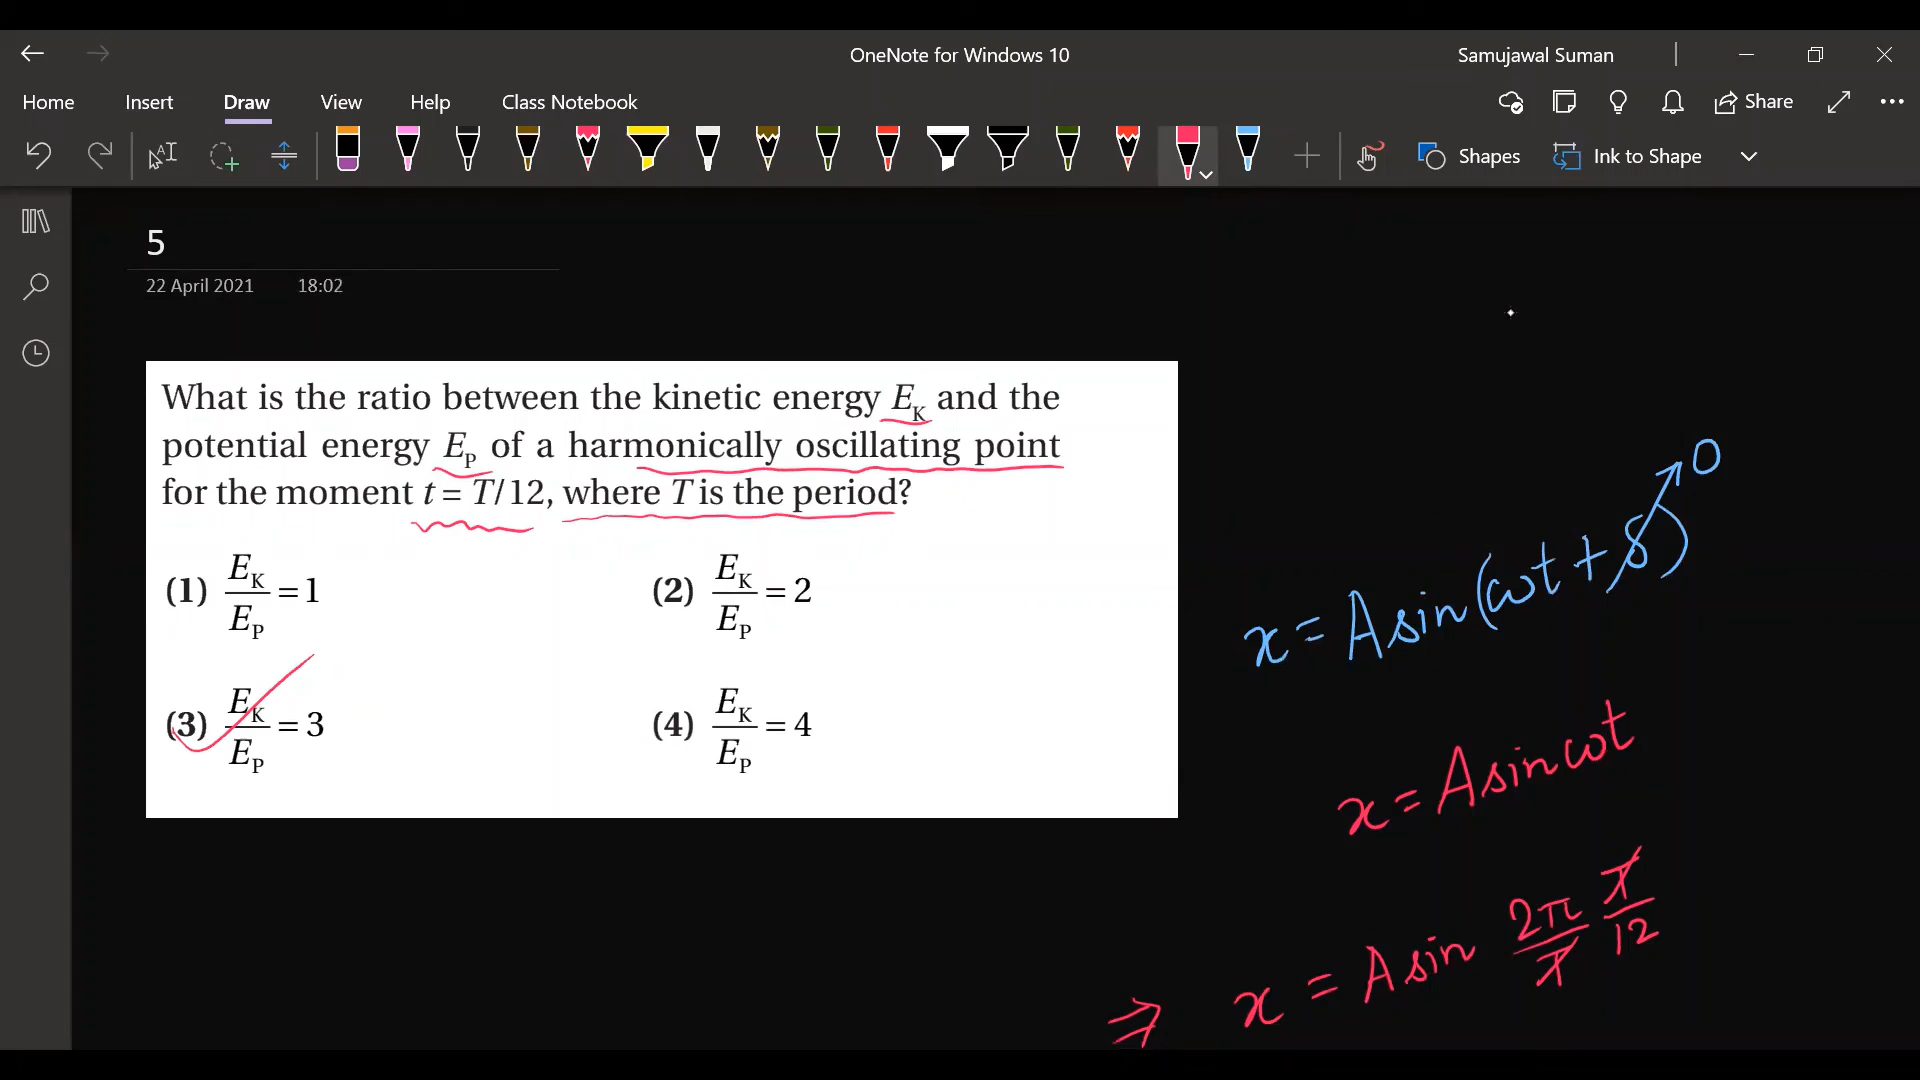 OneNote for Windows 10
Samujawal Suman
Home Insert Draw View Help Class Notebook
Share
Shapes
Ink to Shape
5
22 April 2021 18:02
What is the ratio between the kinetic energy E_K and the
potential energy E_P of a harmonically oscillating point
for the moment t = T/12, where T is the period?
(1) E_K/E_P = 1
(2) E_K/E_P = 2
(3) E_K/E_P = 3
(4) E_K/E_P = 4
0
x = A sin(ωt + δ)
x = A sin ωt
⇒ x = A sin 2π/T T/12